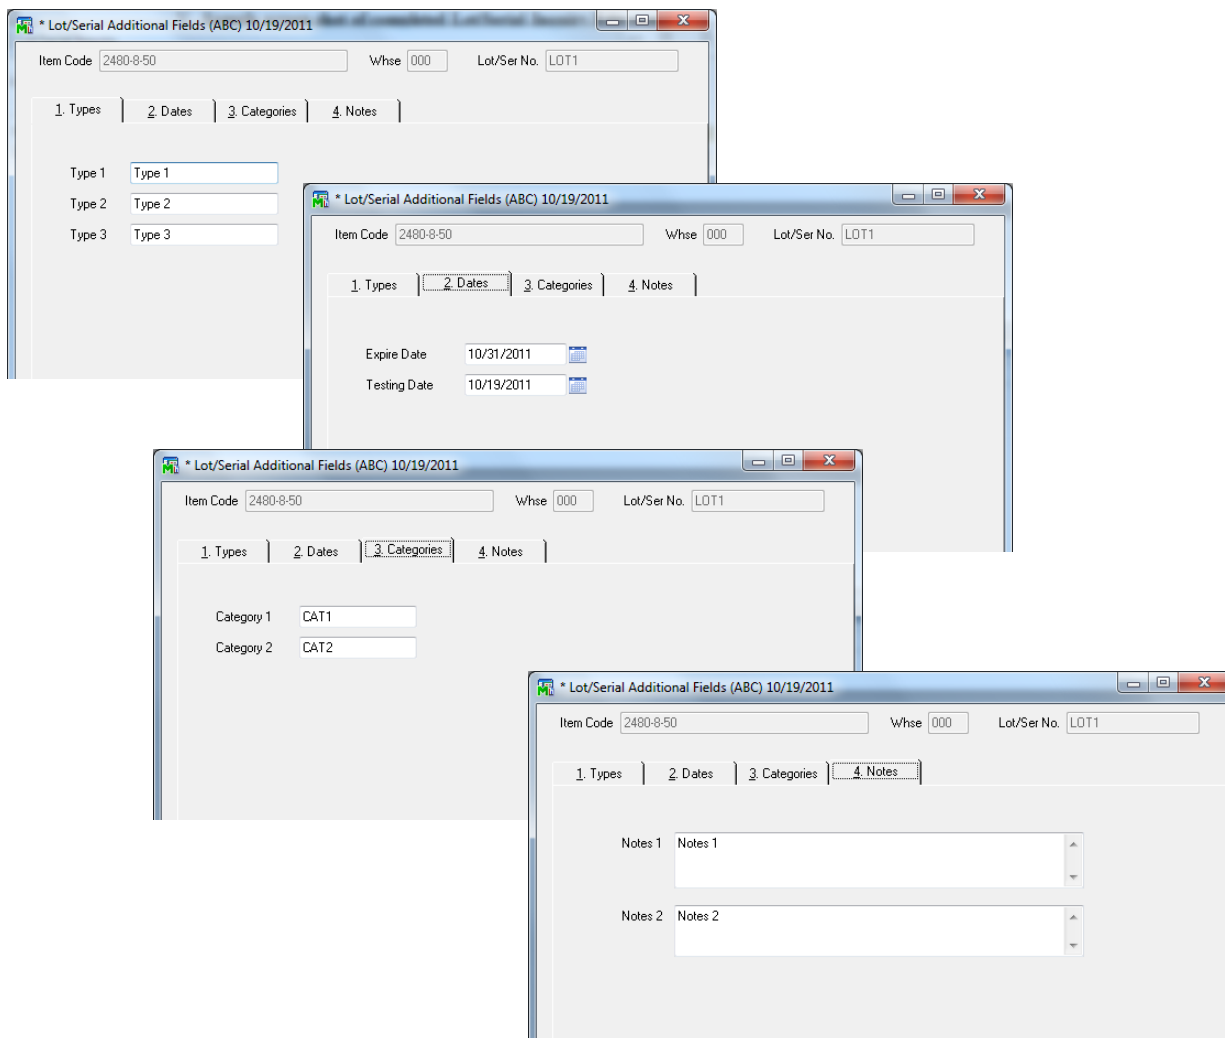 * Lot/Serial Additional Fields (ABC) 10/19/2011
Item Code 2480-8-50 Whse 000 Lot/Ser No. LOT1
1. Types 2. Dates 3. Categories 4. Notes
Type 1 Type 1
Type 2 Type 2
Type 3 Type 3
* Lot/Serial Additional Fields (ABC) 10/19/2011
Item Code 2480-8-50 Whse 000 Lot/Ser No. LOT1
1. Types 2. Dates 3. Categories 4. Notes
Expire Date 10/31/2011
Testing Date 10/19/2011
* Lot/Serial Additional Fields (ABC) 10/19/2011
Item Code 2480-8-50 Whse 000 Lot/Ser No. LOT1
1. Types 2. Dates 3. Categories 4. Notes
Category 1 CAT1
Category 2 CAT2
* Lot/Serial Additional Fields (ABC) 10/19/2011
Item Code 2480-8-50 Whse 000 Lot/Ser No. LOT1
1. Types 2. Dates 3. Categories 4. Notes
Notes 1 Notes 1
Notes 2 Notes 2